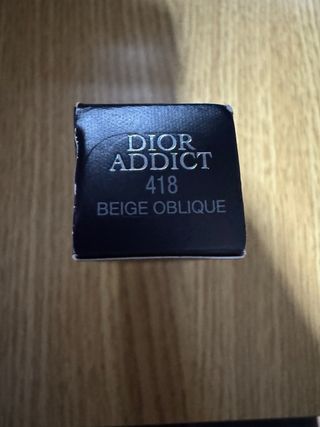 DIOR
ADDICT
418
BEIGE OBLIQUE